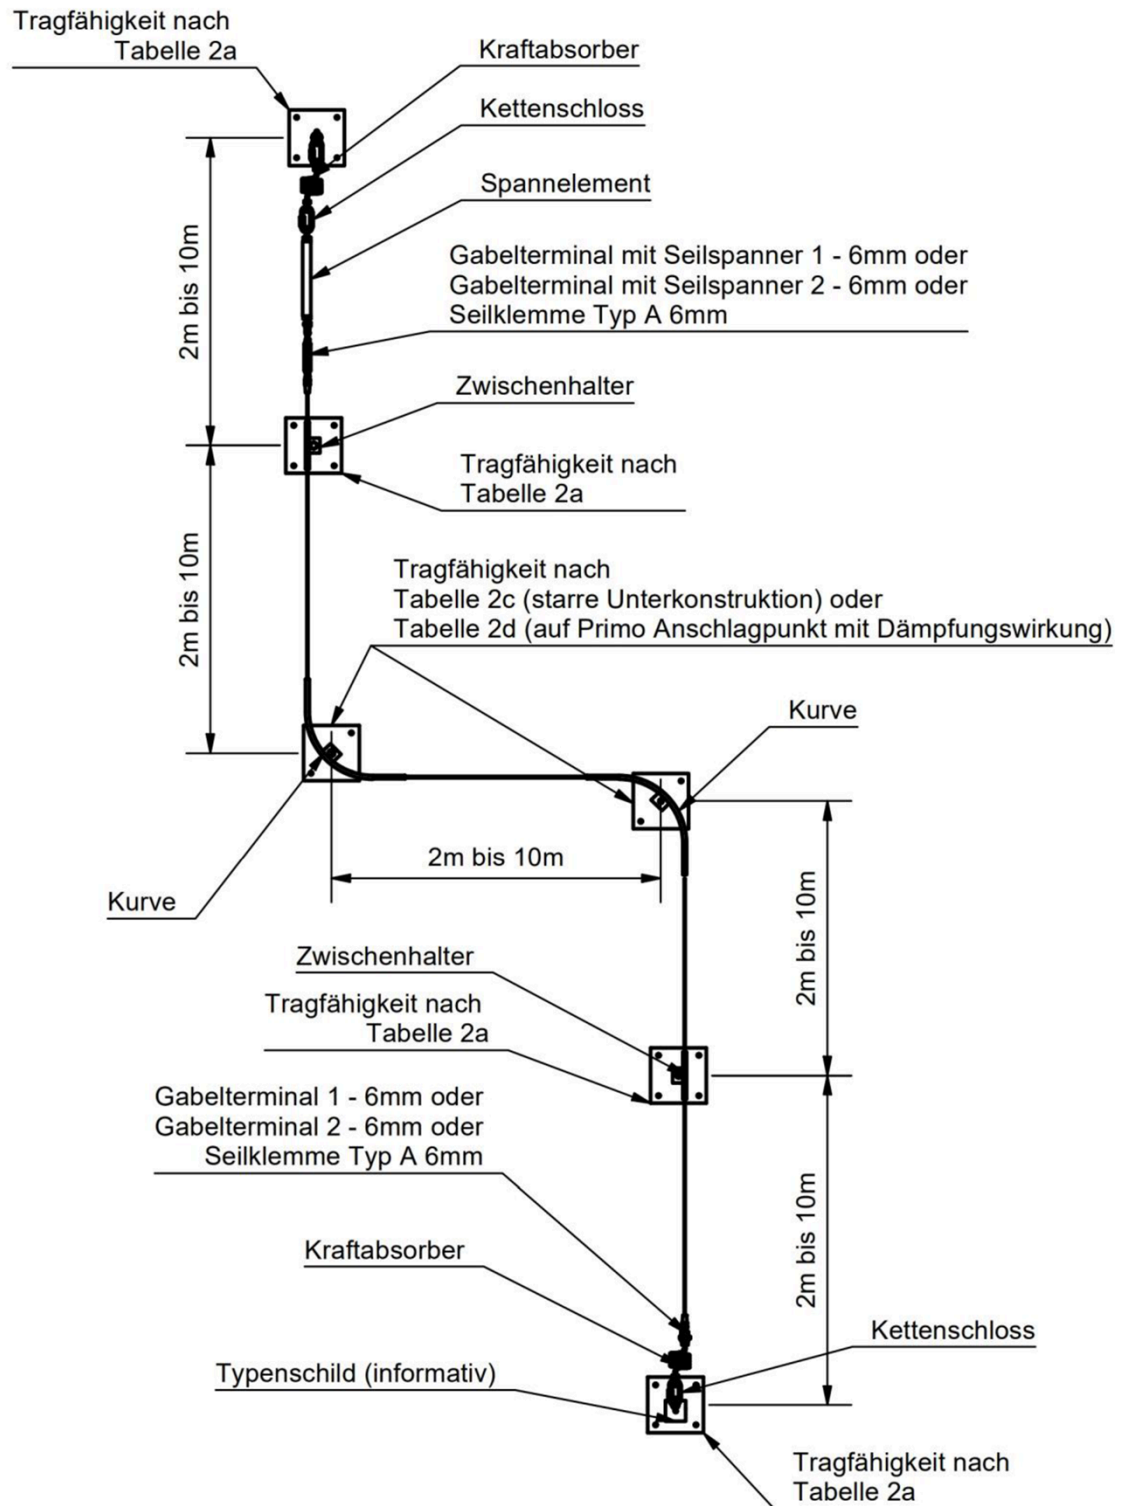 Tragfähigkeit nach
Tabelle 2a
Kraftabsorber
Kettenschloss
Spannelement
Gabelterminal mit Seilspanner 1 - 6mm oder
Gabelterminal mit Seilspanner 2 - 6mm oder
Seilklemme Typ A 6mm
2m bis 10m
Zwischenhalter
Tragfähigkeit nach
Tabelle 2a
2m bis 10m
Tragfähigkeit nach
Tabelle 2c (starre Unterkonstruktion) oder
Tabelle 2d (auf Primo Anschlagpunkt mit Dämpfungswirkung)
Kurve
2m bis 10m
Kurve
2m bis 10m
Zwischenhalter
Tragfähigkeit nach
Tabelle 2a
Gabelterminal 1 - 6mm oder
Gabelterminal 2 - 6mm oder
Seilklemme Typ A 6mm
2m bis 10m
Kraftabsorber
Kettenschloss
Typenschild (informativ)
Tragfähigkeit nach
Tabelle 2a